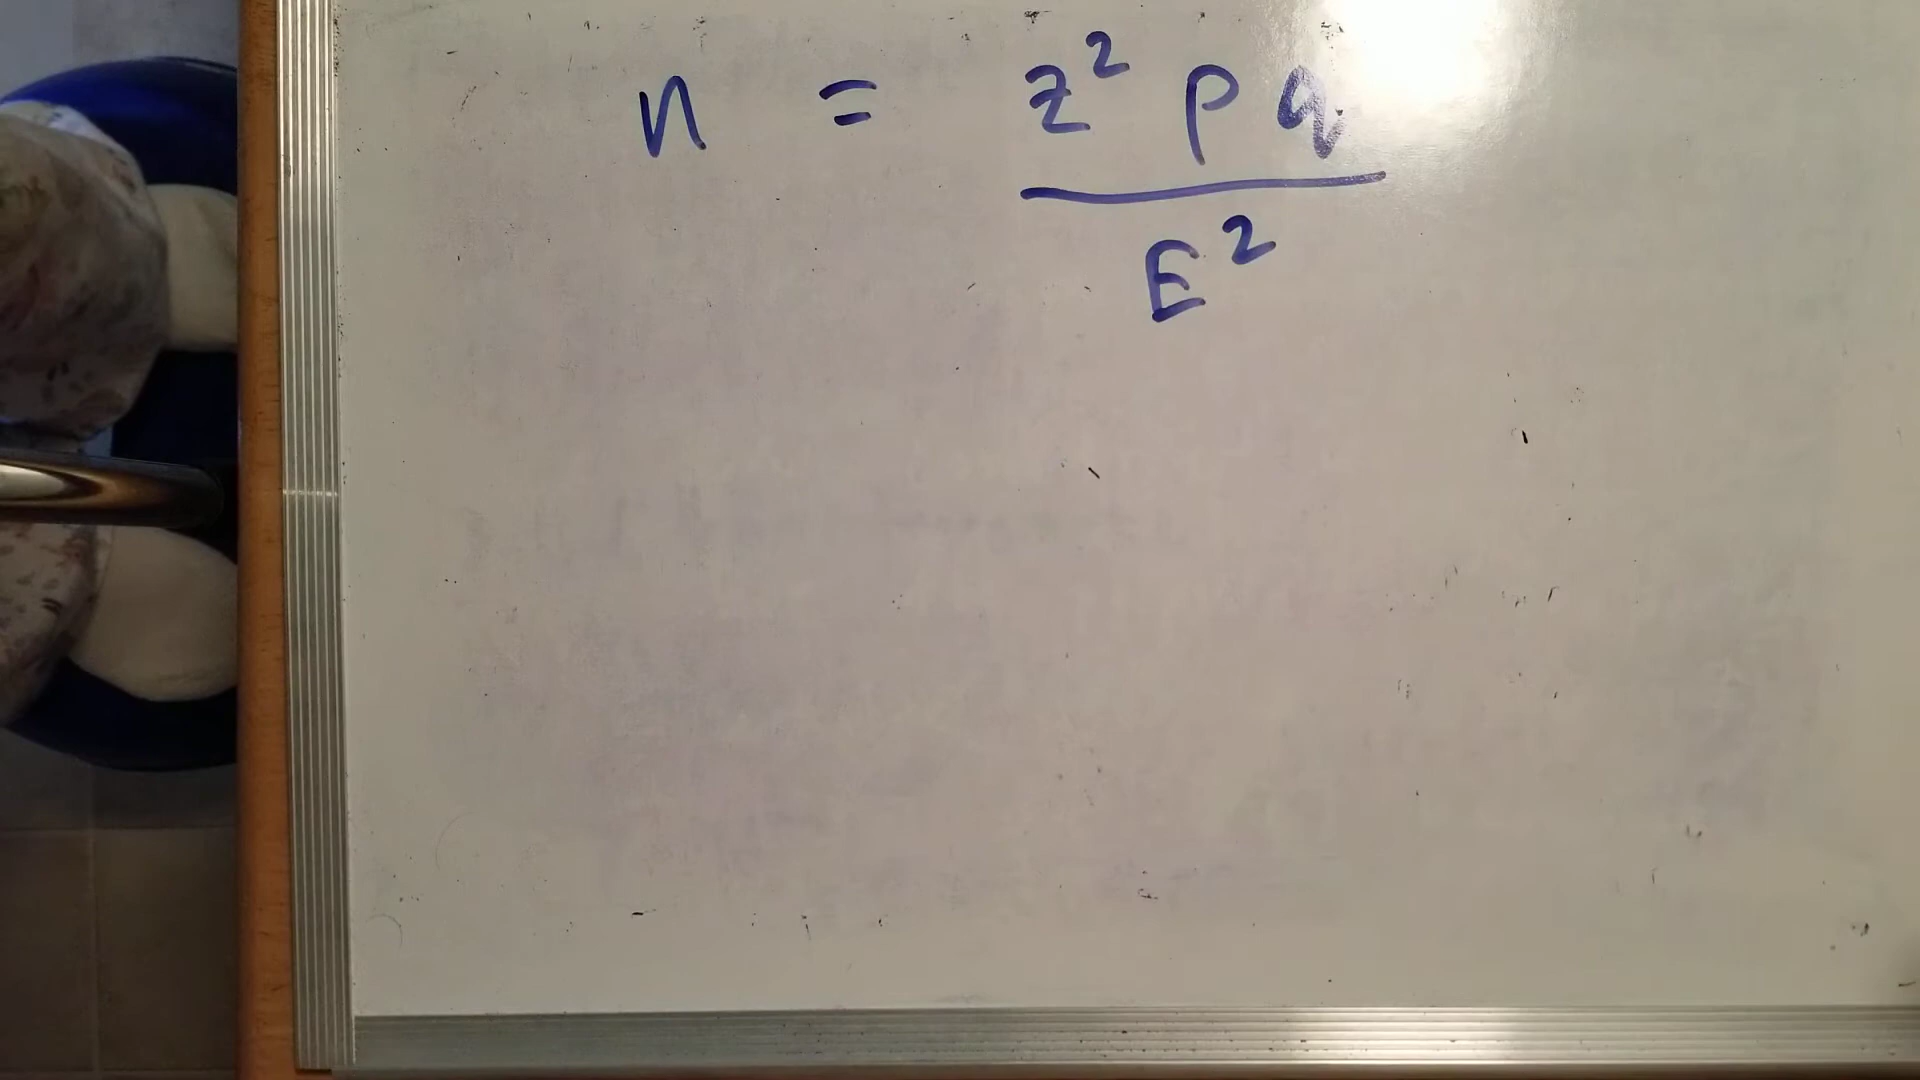 n = z² p q
E²